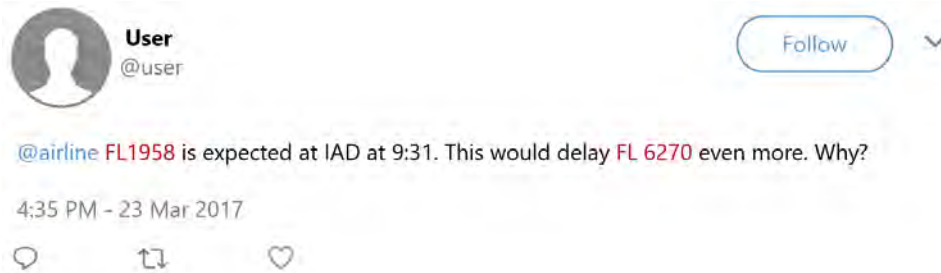 User
@user
Follow
@airline FL1958 is expected at IAD at 9:31. This would delay FL 6270 even more. Why?
4:35 PM - 23 Mar 2017